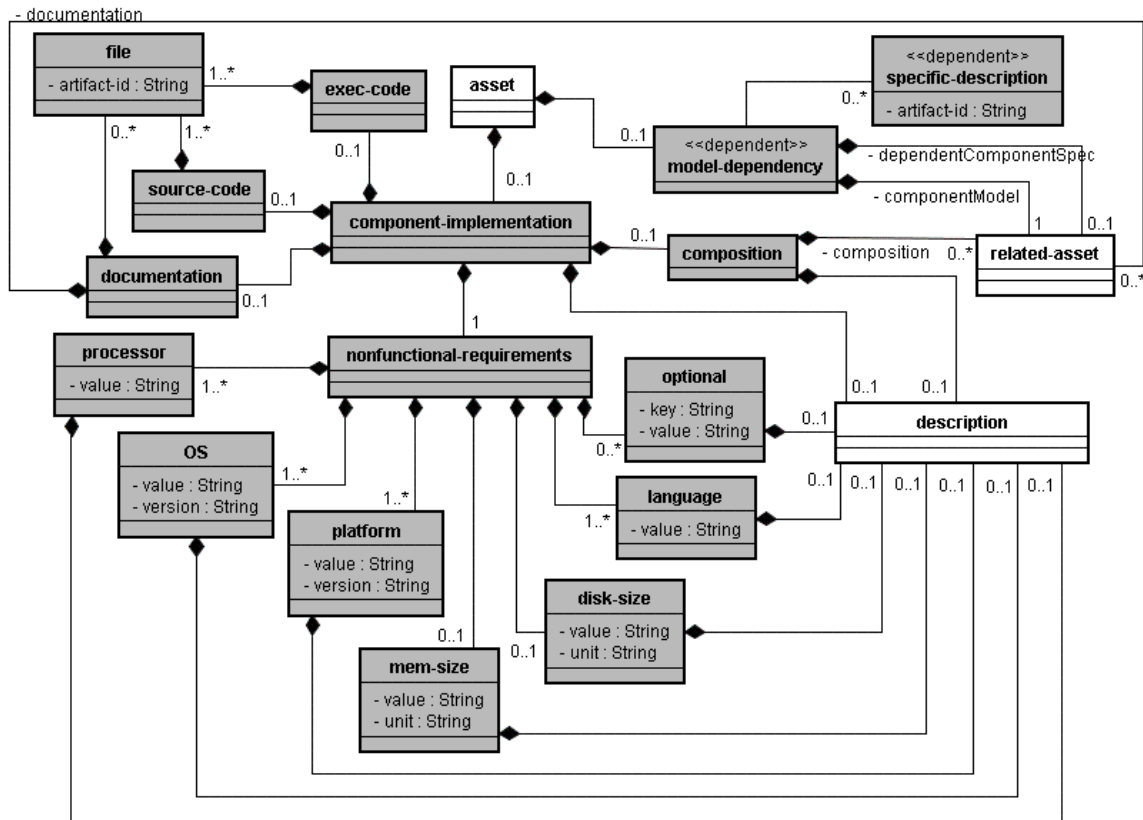 - documentation
file
- artifact-id : String
1..*
exec-code
asset
<<dependent>>
specific-description
- artifact-id : String
0..*
0..*
1..*
0..1
0..1
<<dependent>>
model-dependency
- dependentComponentSpec
- componentModel
source-code
0..1
0..1
component-implementation
0..1
composition
- composition
1
0..1
0..*
related-asset
0..*
documentation
0..1
1
processor
- value : String
1..*
nonfunctional-requirements
optional
- key : String
- value : String
0..*
0..1
0..1
0..1
description
OS
- value : String
- version : String
1..*
1..*
language
- value : String
1..*
0..1
0..1
0..1
0..1
0..1
0..1
platform
- value : String
- version : String
disk-size
- value : String
- unit : String
0..1
0..1
mem-size
- value : String
- unit : String